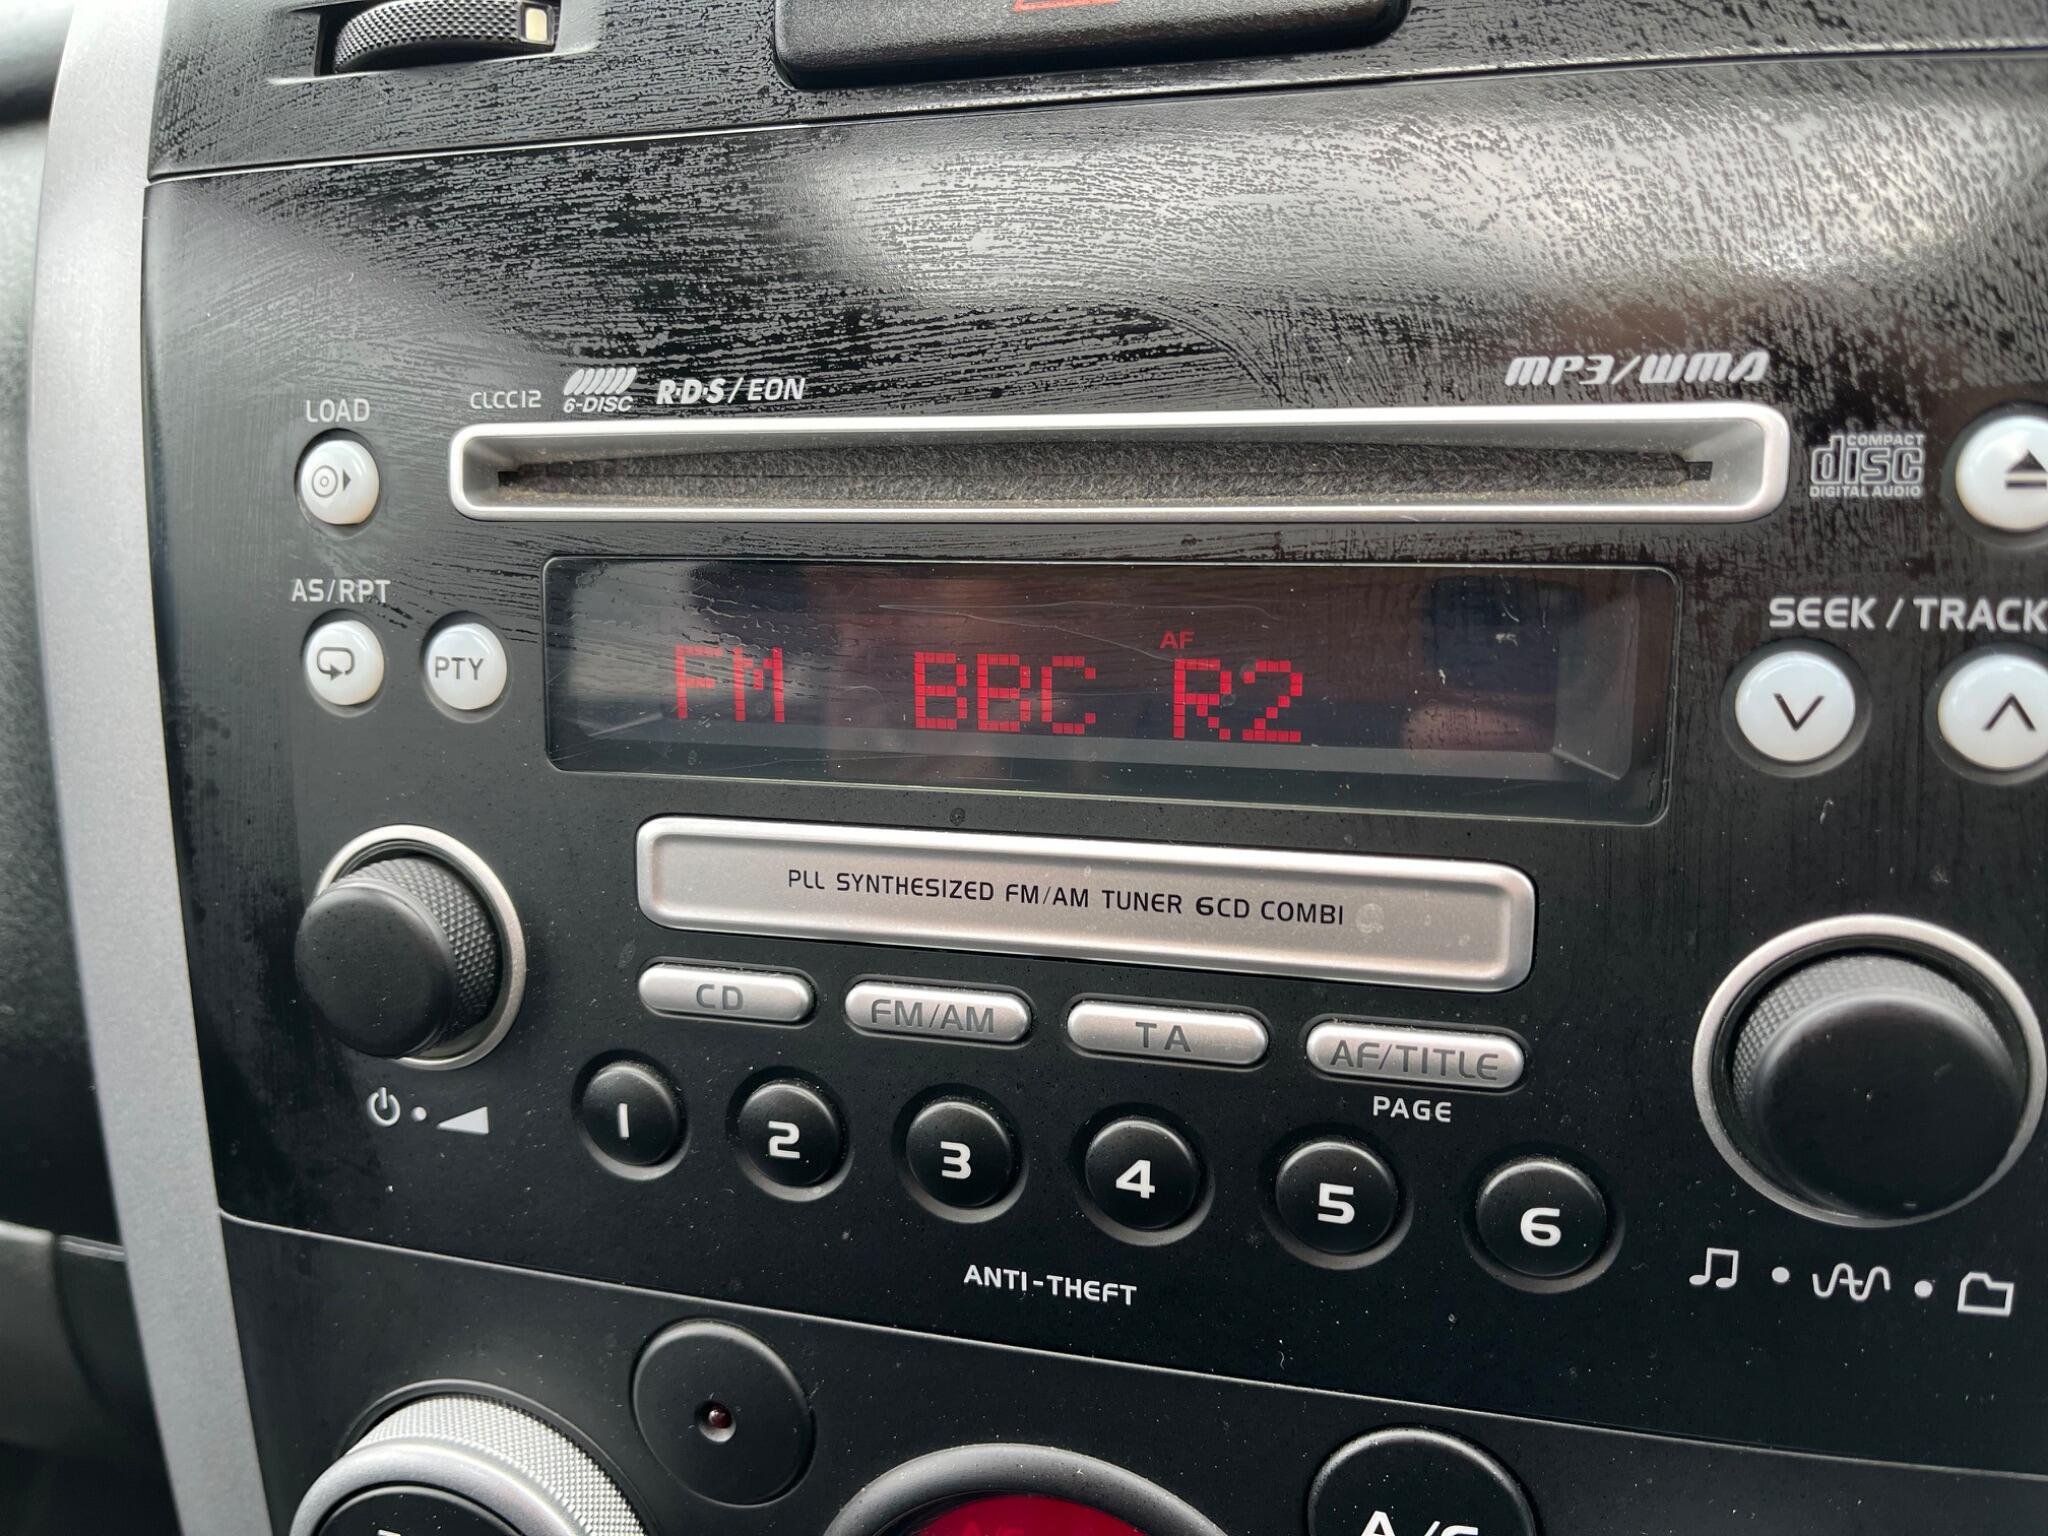 LOAD
CLCC12 6-DISC R·D·S/EON
MP3/WMA
COMPACT
disc
DIGITAL AUDIO
AS/RPT
PTY
AF
FM BBC R2
SEEK / TRACK
PLL SYNTHESIZED FM/AM TUNER 6CD COMBI
CD FM/AM TA AF/TITLE
PAGE
1 2 3 4 5 6
ANTI-THEFT
A/C